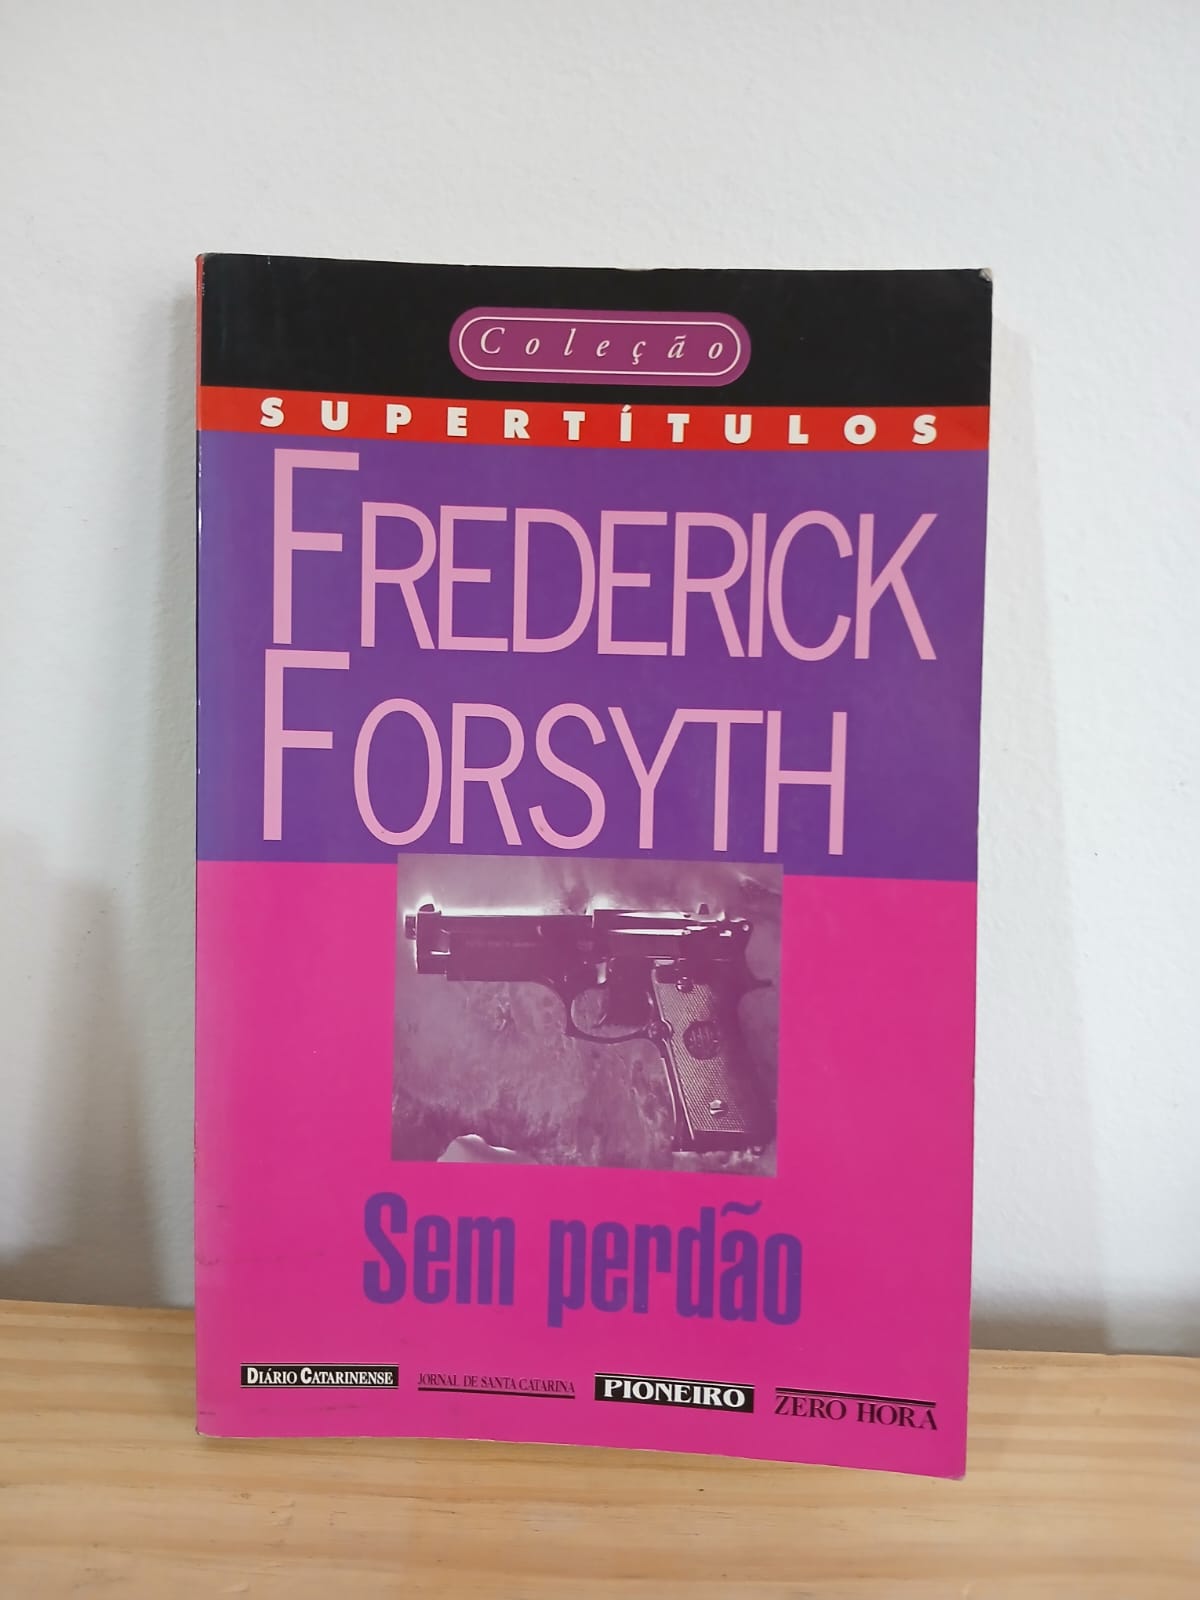 Coleção
SUPERTÍTULOS
FREDERICK
FORSYTH
Sem perdão
DIÁRIO CATARINENSE
JORNAL DE SANTA CATARINA
PIONEIRO
ZERO HORA